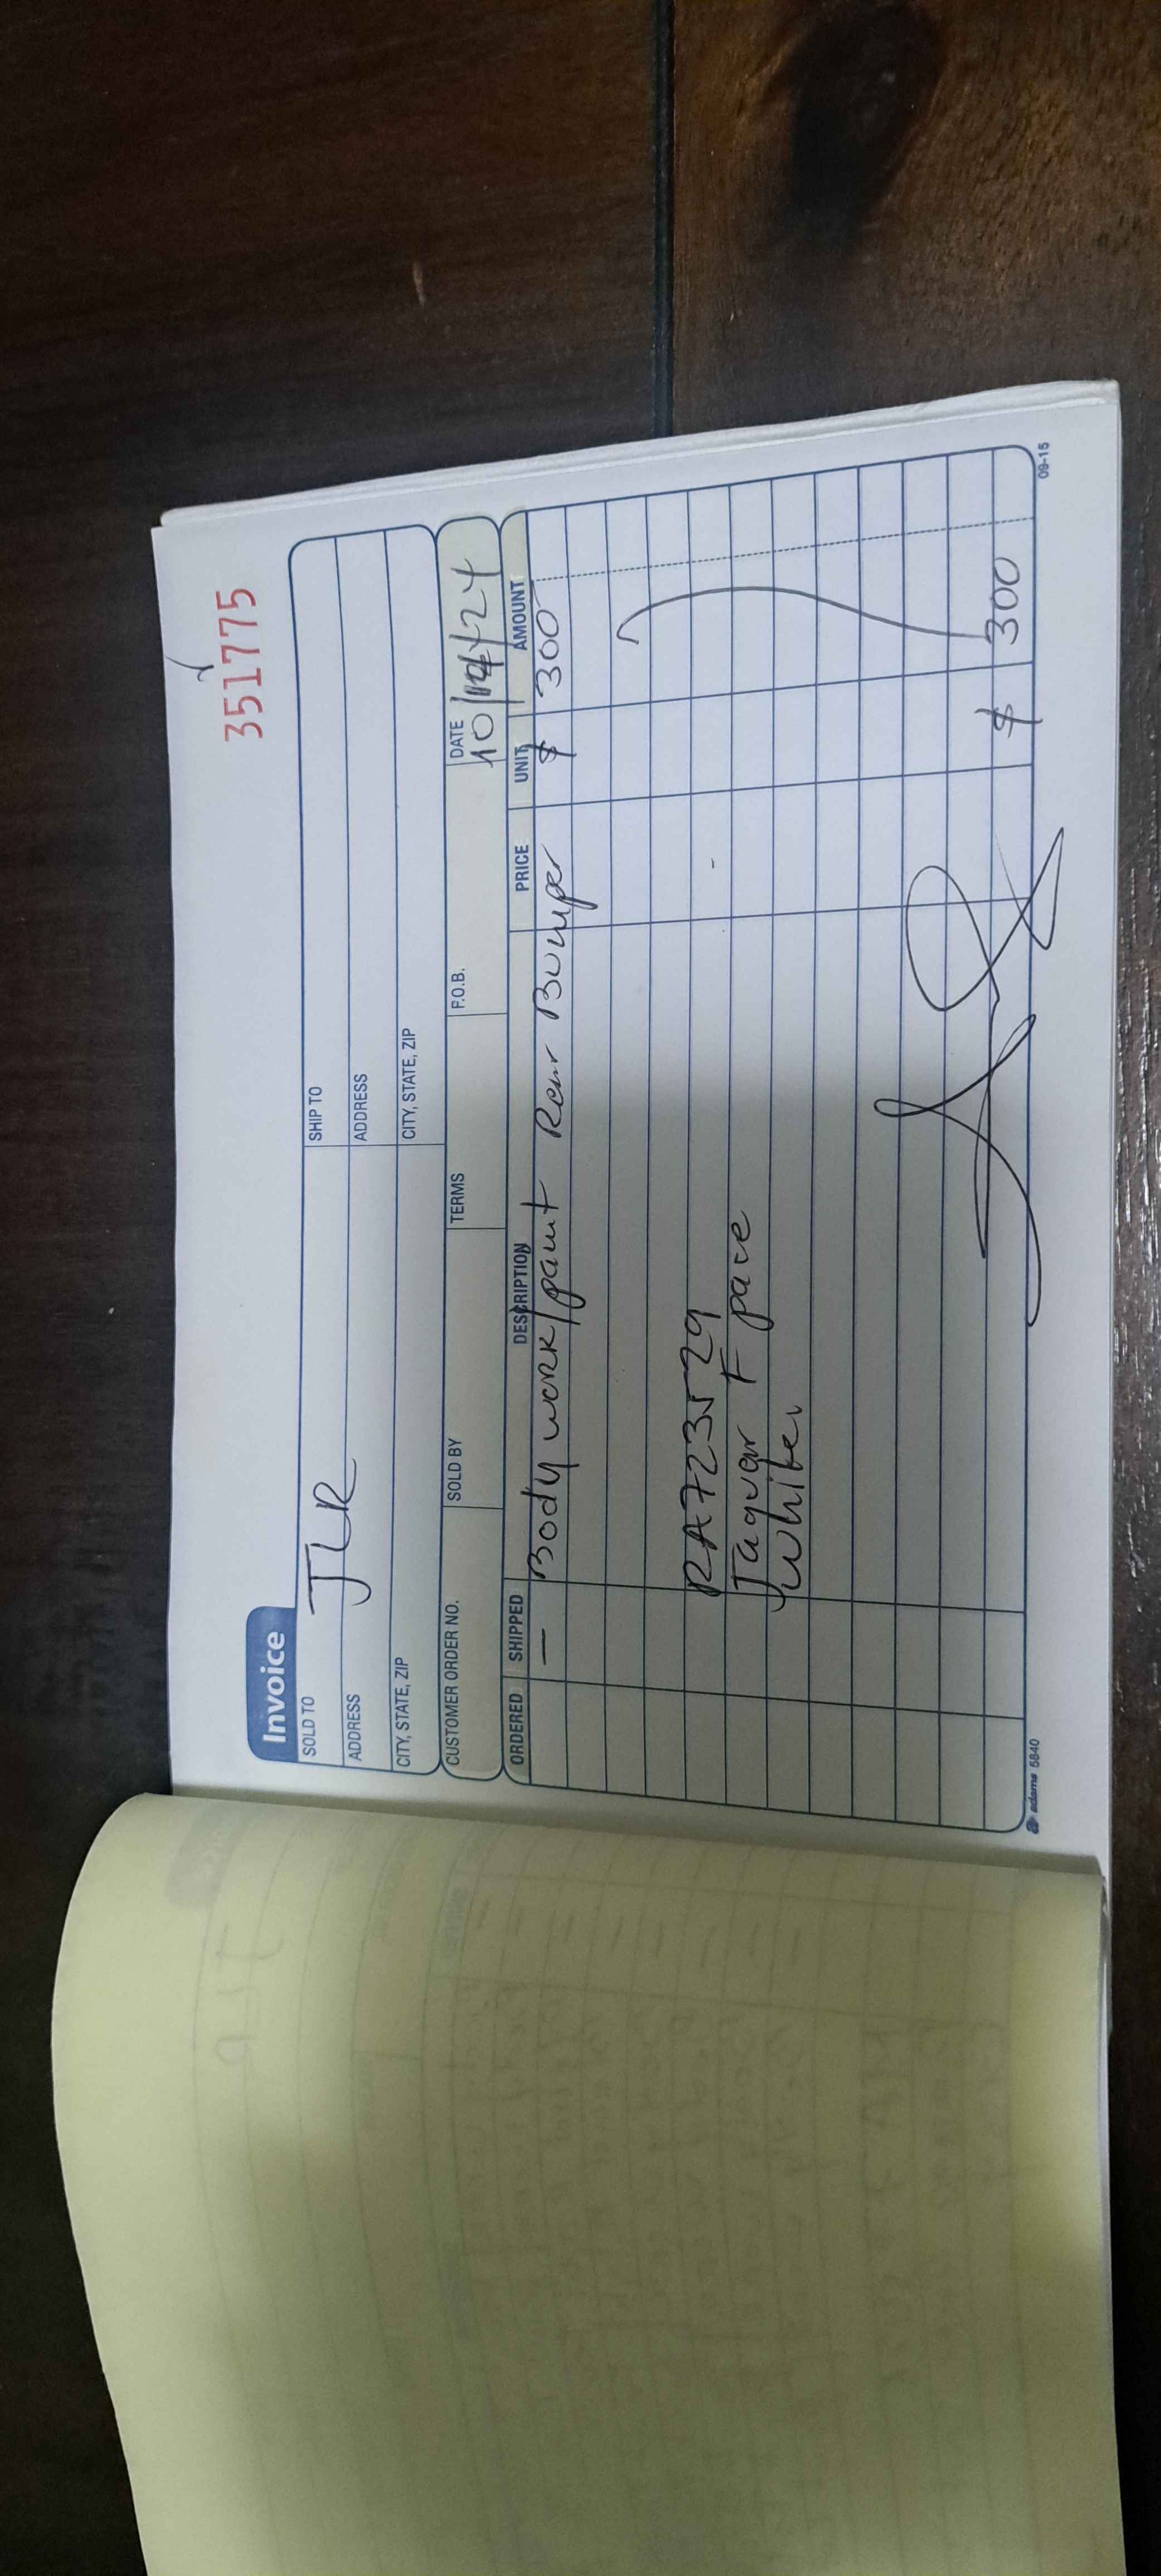 351775
Invoice
SOLD TO JLR SHIP TO
ADDRESS ADDRESS
CITY, STATE, ZIP CITY, STATE, ZIP
CUSTOMER ORDER NO. SOLD BY TERMS F.O.B. DATE
10/ /24
ORDERED SHIPPED DESCRIPTION PRICE UNIT AMOUNT
— Body work/paint Rear Bumper $ 300
RA723529
Jaguar F pace
White.
$ 300
adams 5840 09-15